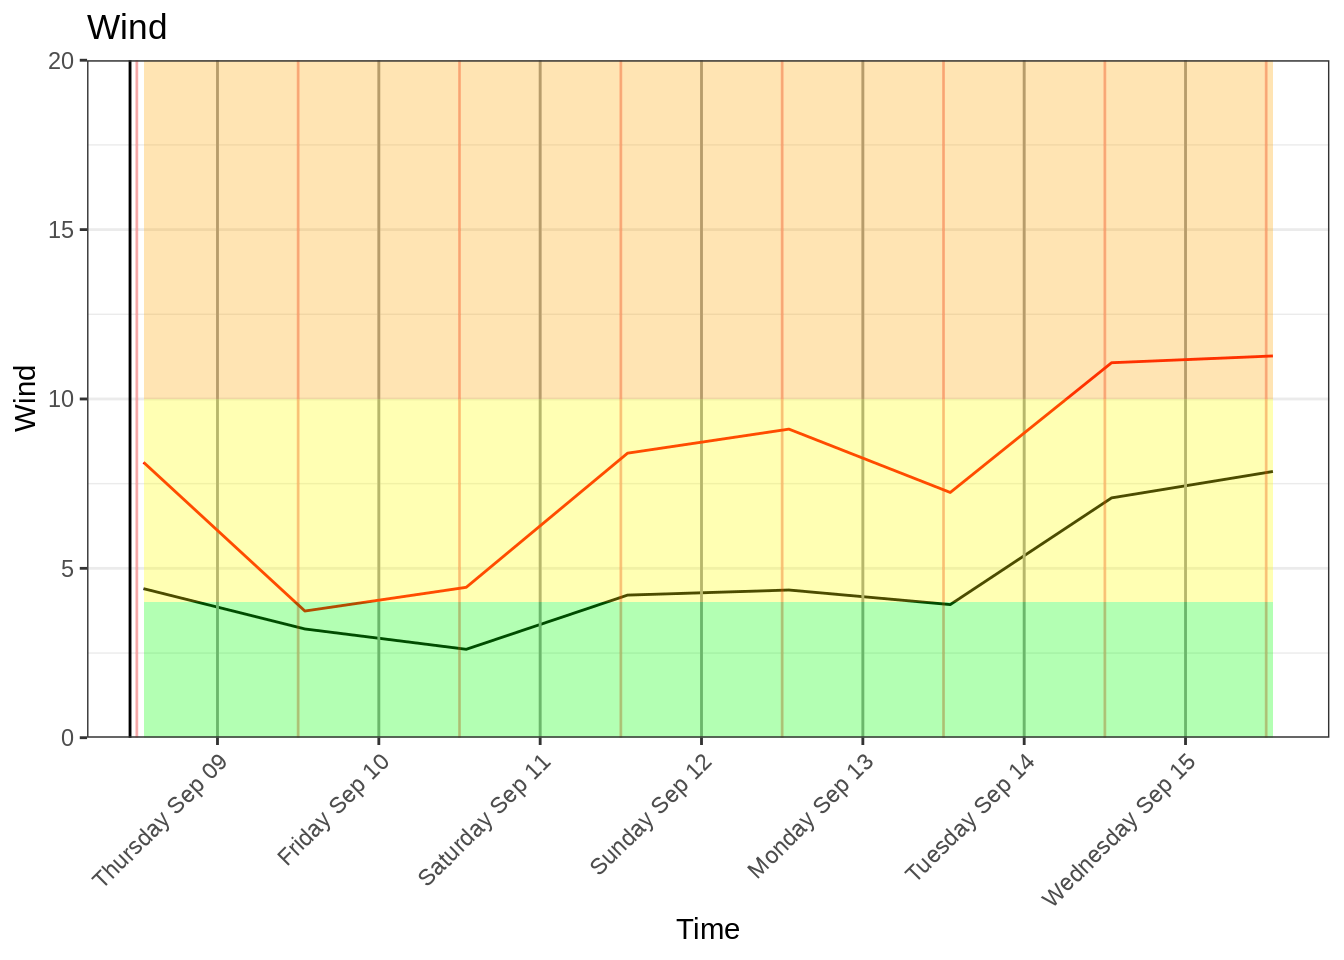 Wind
20
15
10
5
0
Wind
Thursday Sep 09
Friday Sep 10
Saturday Sep 11
Sunday Sep 12
Monday Sep 13
Tuesday Sep 14
Wednesday Sep 15
Time